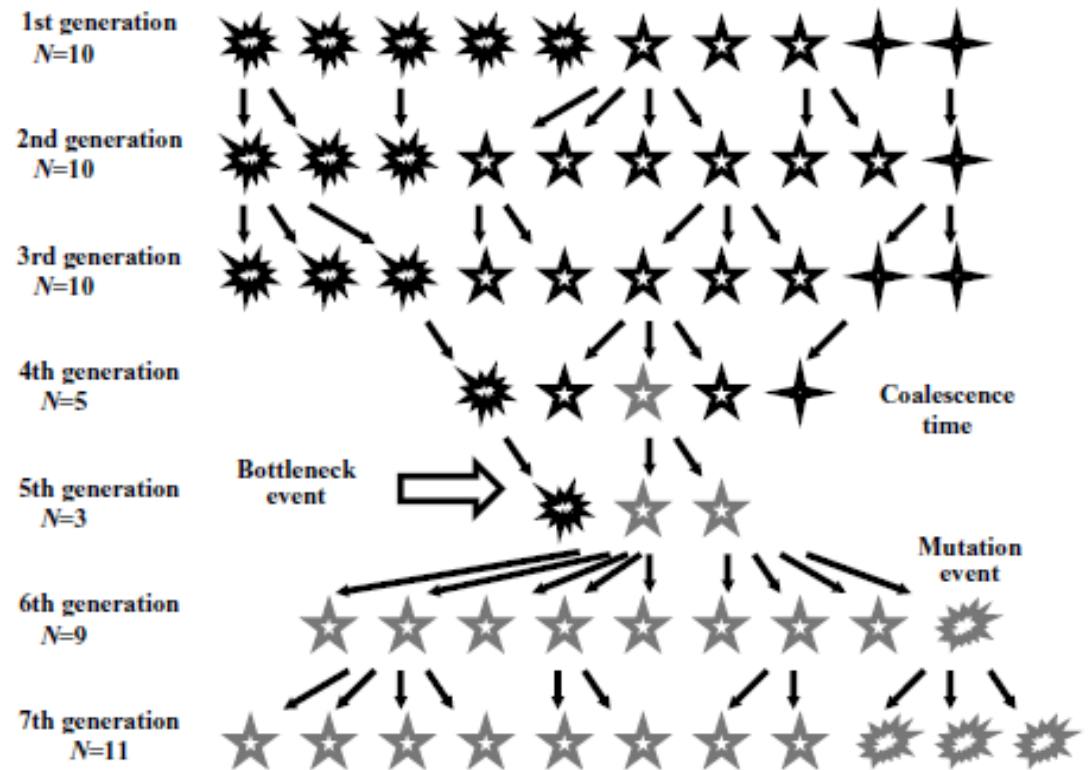 1st generation
N=10
2nd generation
N=10
3rd generation
N=10
4th generation
N=5
Coalescence
time
Bottleneck
event
5th generation
N=3
Mutation
event
6th generation
N=9
7th generation
N=11